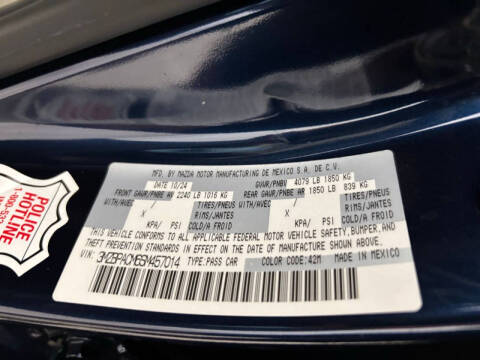 MFD. BY MAZDA MOTOR MANUFACTURING DE MEXICO S.A. DE C.V.
DATE 10/24 GVWR/PNBV 4079 LB 1850 KG
FRONT GAWR/PNBE AV 2240 LB 1016 KG REAR GAWR/PNBE AR 1850 LB 839 KG
WITH/AVEC TIRES/PNEUS WITH/AVEC TIRES/PNEUS
X RIMS/JANTES X RIMS/JANTES
KPA/ PSI COLD/A FROID KPA/ PSI COLD/A FROID
THIS VEHICLE CONFORMS TO ALL APPLICABLE FEDERAL MOTOR VEHICLE SAFETY, BUMPER, AND
THEFT PREVENTION STANDARDS IN EFFECT ON THE DATE OF MANUFACTURE SHOWN ABOVE.
TYPE: PASS CAR COLOR CODE: 42M MADE IN MEXICO
POLICE
HOTLINE